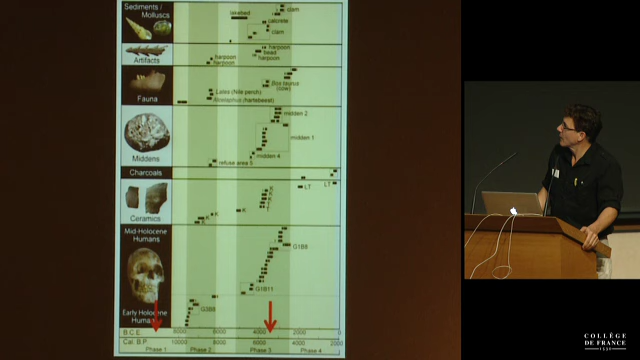 Sediments /
Molluscs
lakebed
clam
calcrete
clam
Artifacts
harpoon
bead
harpoon
harpoon
harpoon
Fauna
Bos taurus
(cow)
Lates (Nile perch)
Alcelaphus (hartebeest)
Middens
midden 2
midden 1
midden 4
refuse area 5
Charcoals
LT
LT
Ceramics
K
K
K
T
T
K
K
K
Mid-Holocene
Humans
G1B8
G1B11
G3B8
Early Holocene
Humans
B.C.E.
8000
6000
4000
2000
0
Cal. B.P.
10000
8000
6000
4000
2000
Phase 1
Phase 2
Phase 3
Phase 4
COLLÈGE
DE FRANCE
1530